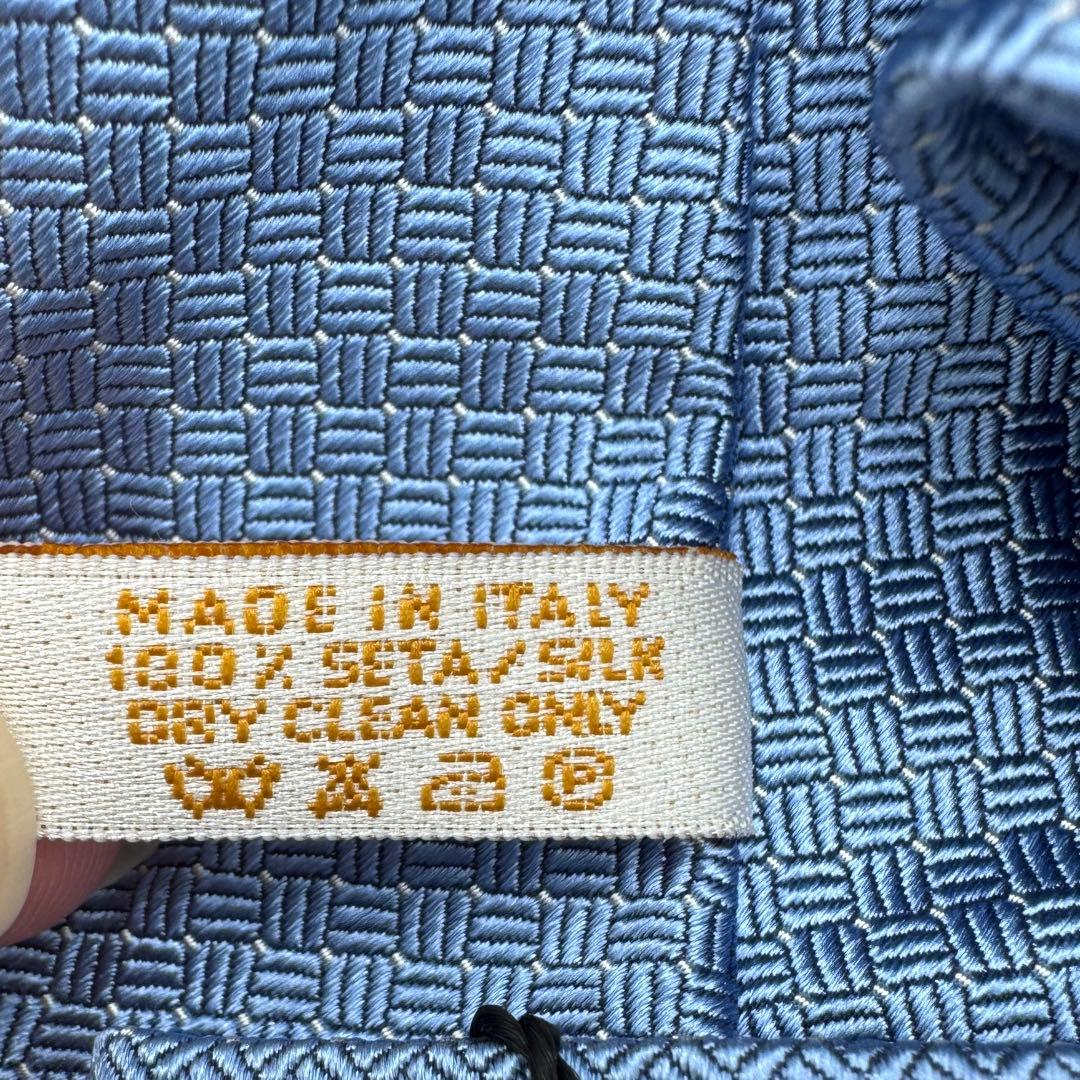 MADE IN ITALY
100% SETA/SILK
DRY CLEAN ONLY
P